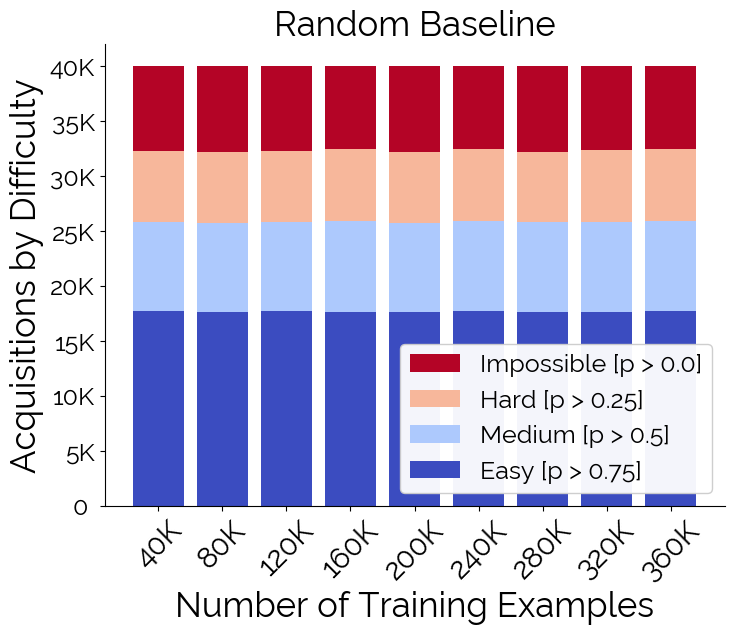 Random Baseline
Acquisitions by Difficulty
40K
35K
30K
25K
20K
15K
10K
5K
0
Impossible [p > 0.0]
Hard [p > 0.25]
Medium [p > 0.5]
Easy [p > 0.75]
40K
80K
120K
160K
200K
240K
280K
320K
360K
Number of Training Examples